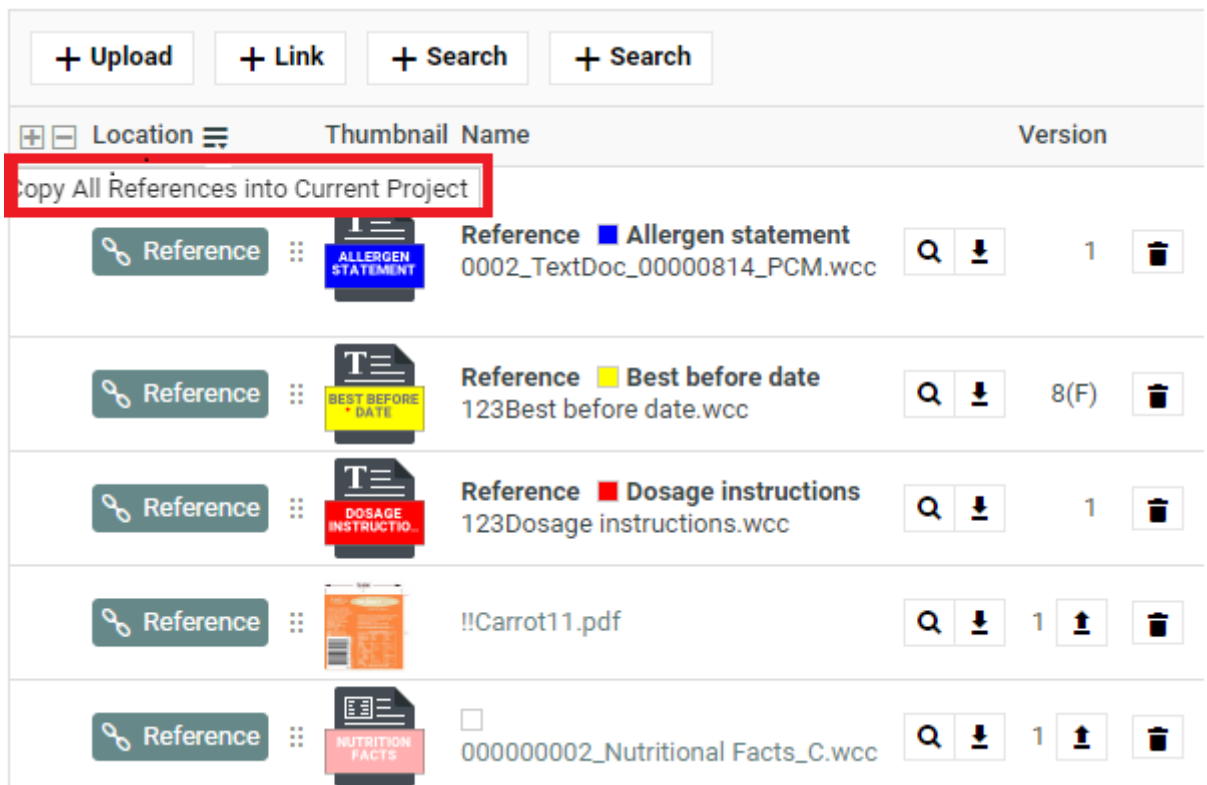 + Upload + Link + Search + Search
Location Thumbnail Name Version
Copy All References into Current Project
Reference ALLERGEN STATEMENT Reference Allergen statement 1
0002_TextDoc_00000814_PCM.wcc
Reference BEST BEFORE * DATE Reference Best before date 8(F)
123Best before date.wcc
Reference DOSAGE INSTRUCTIO... Reference Dosage instructions 1
123Dosage instructions.wcc
Reference !!Carrot11.pdf 1
Reference NUTRITION FACTS 1
000000002_Nutritional Facts_C.wcc